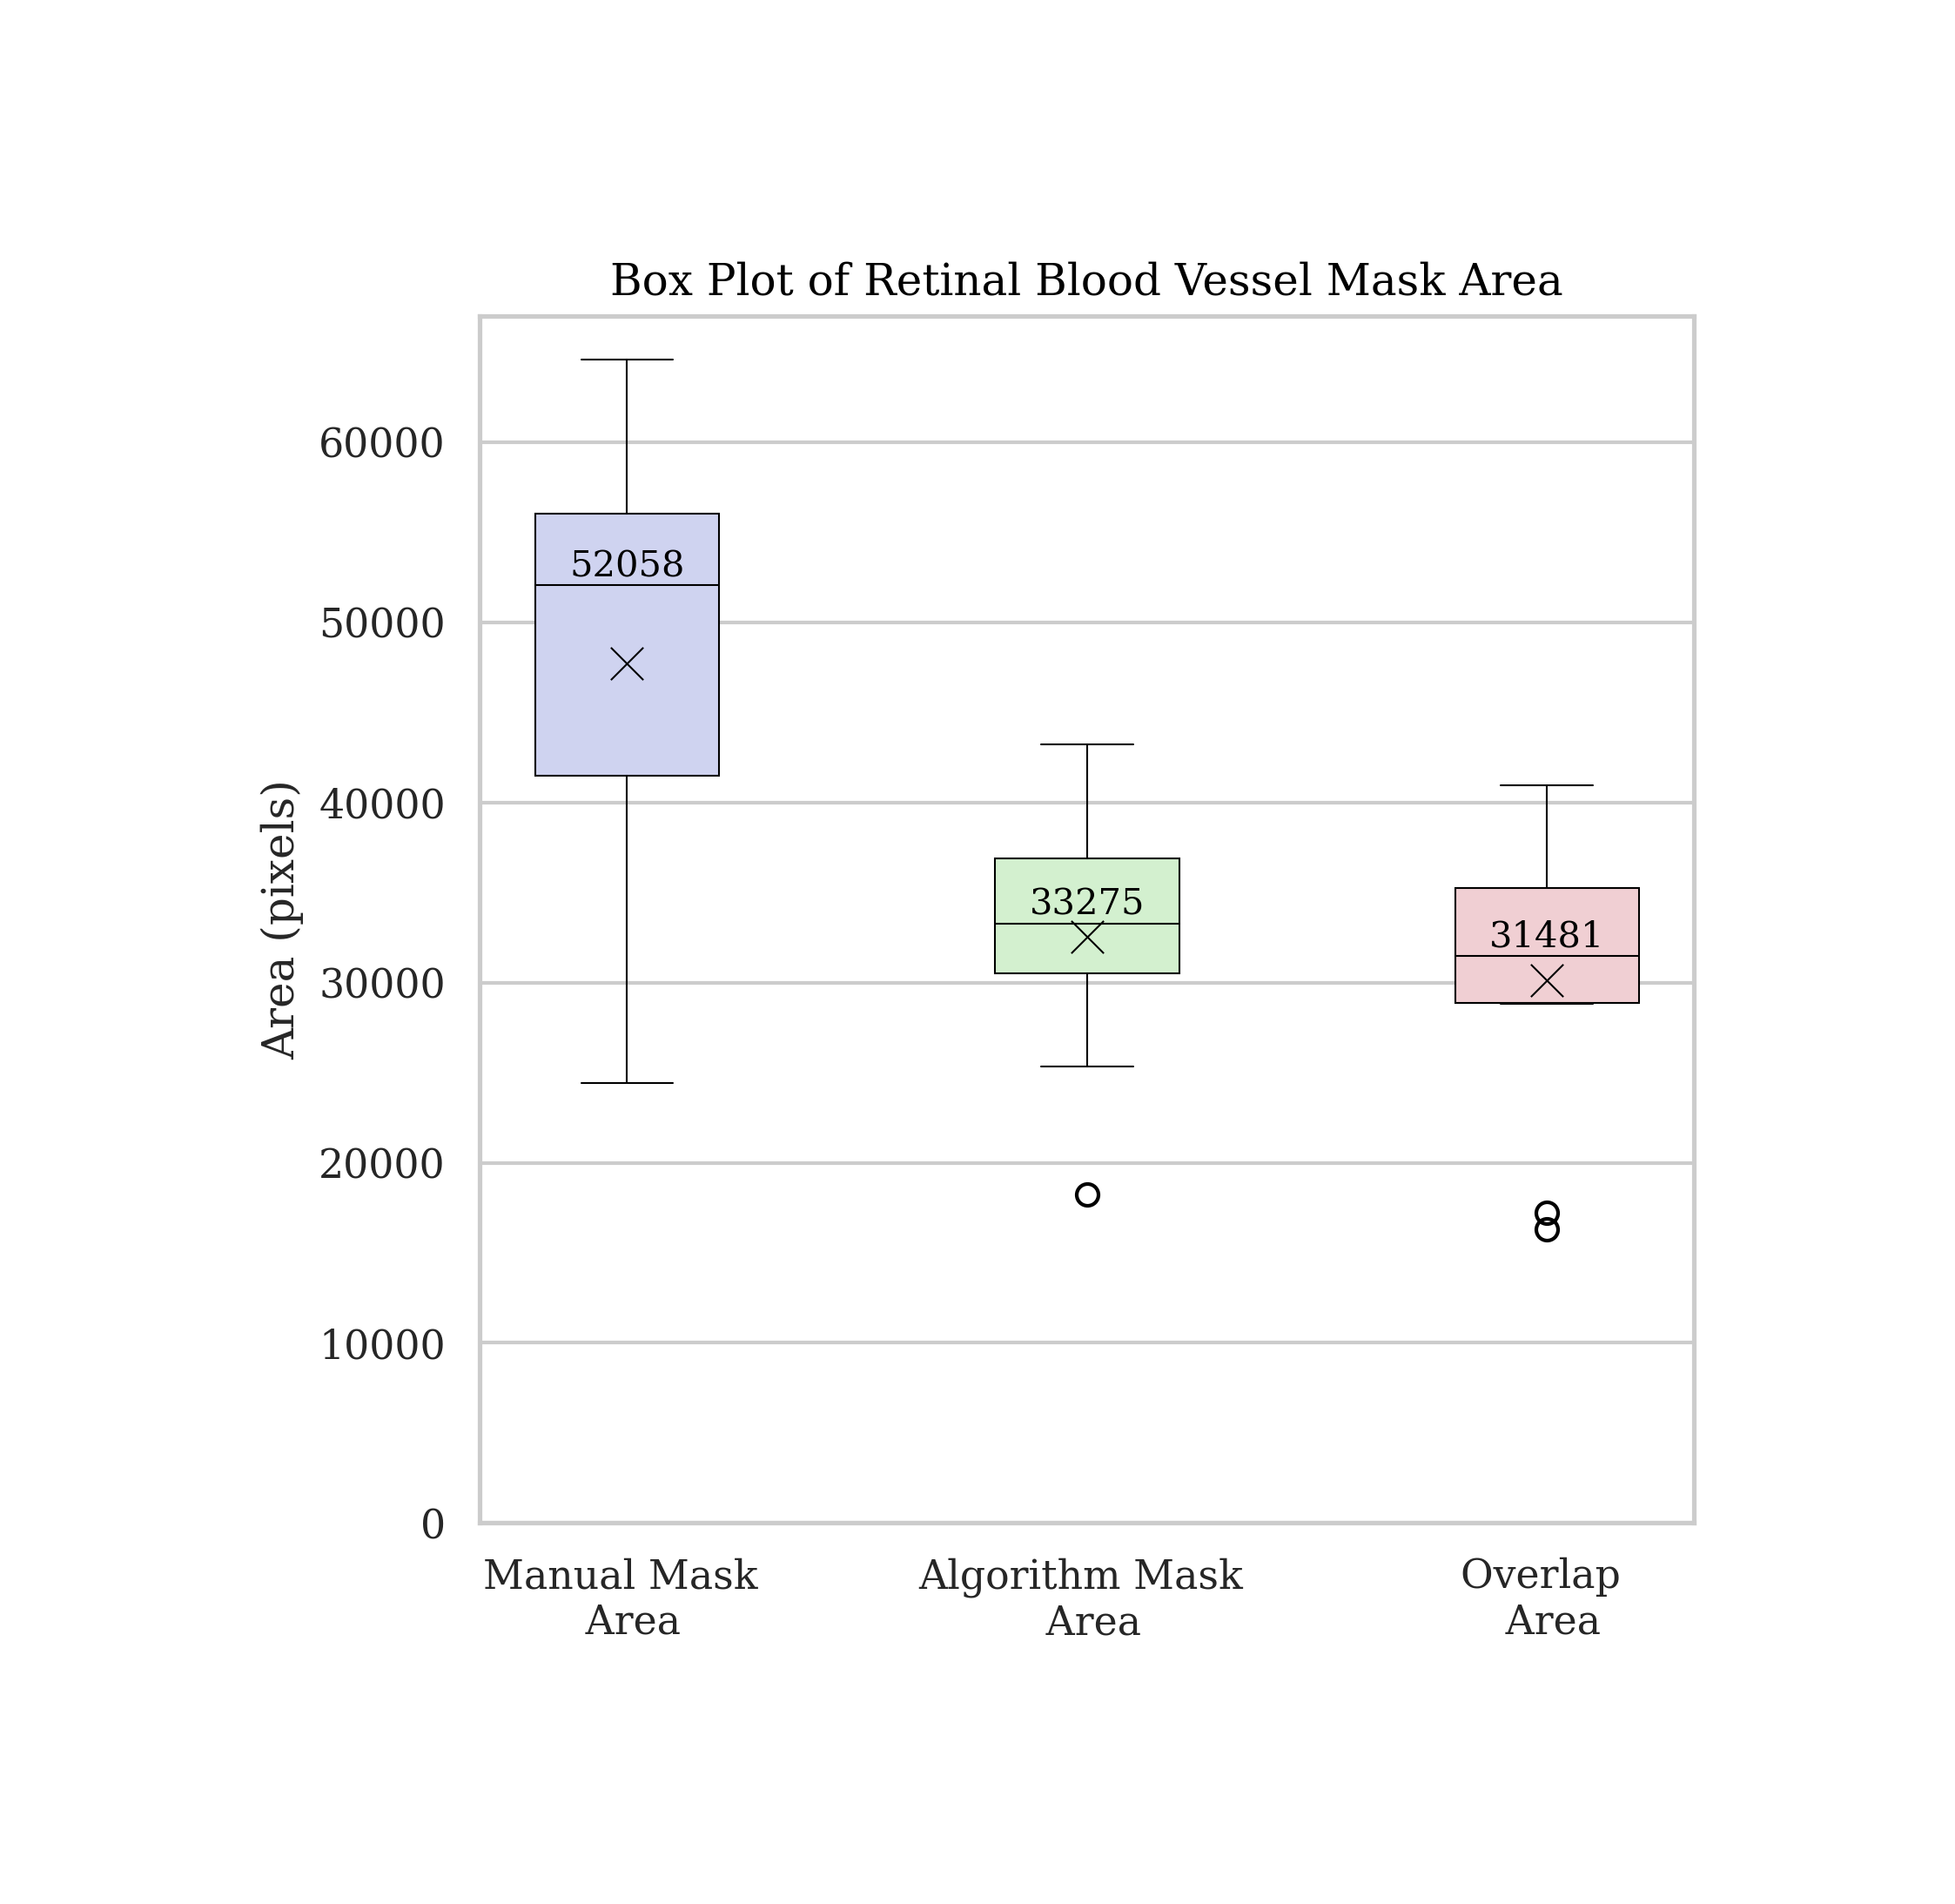 Box Plot of Retinal Blood Vessel Mask Area
Area (pixels)
60000
50000
40000
30000
20000
10000
0
52058
33275
31481
Manual Mask
Area
Algorithm Mask
Area
Overlap
Area